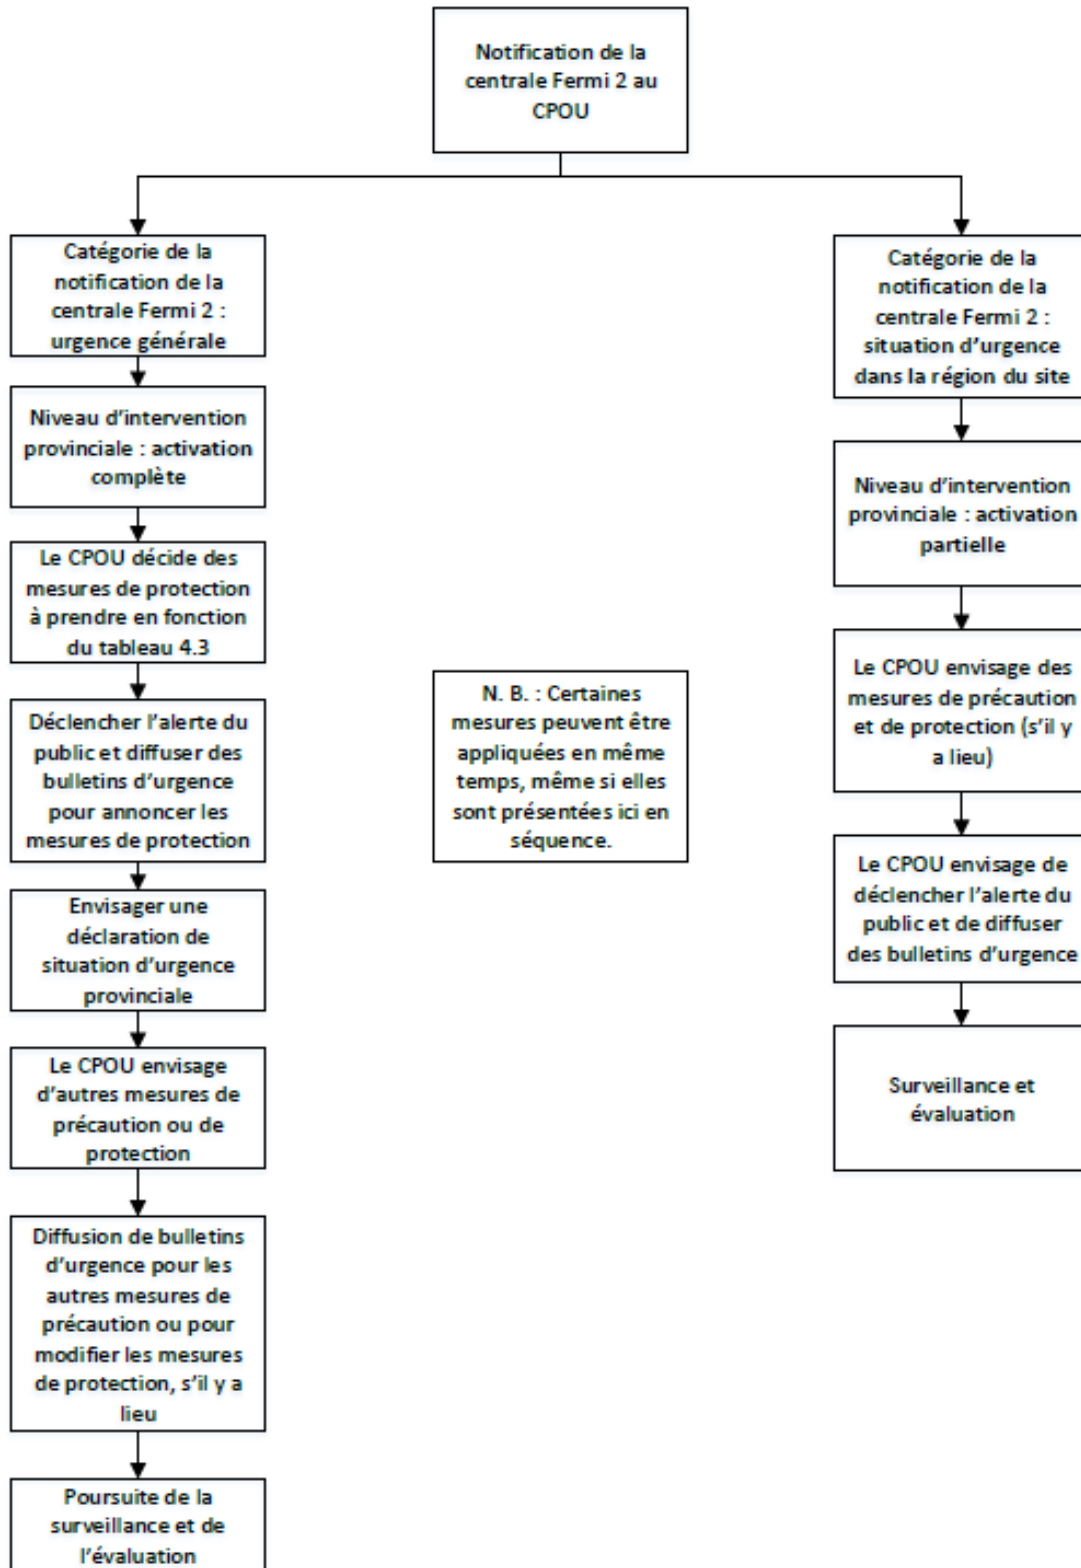 Notification de la
centrale Fermi 2 au
CPOU
Catégorie de la
notification de la
centrale Fermi 2 :
urgence générale
Niveau d’intervention
provinciale : activation
complète
Le CPOU décide des
mesures de protection
à prendre en fonction
du tableau 4.3
Déclencher l’alerte du
public et diffuser des
bulletins d’urgence
pour annoncer les
mesures de protection
Envisager une
déclaration de
situation d’urgence
provinciale
Le CPOU envisage
d’autres mesures de
précaution ou de
protection
Diffusion de bulletins
d’urgence pour les
autres mesures de
précaution ou pour
modifier les mesures
de protection, s’il y a
lieu
Poursuite de la
surveillance et de
l’évaluation
N. B. : Certaines
mesures peuvent être
appliquées en même
temps, même si elles
sont présentées ici en
séquence.
Catégorie de la
notification de la
centrale Fermi 2 :
situation d’urgence
dans la région du site
Niveau d’intervention
provinciale : activation
partielle
Le CPOU envisage des
mesures de précaution
et de protection (s’il y
a lieu)
Le CPOU envisage de
déclencher l’alerte du
public et de diffuser
des bulletins d’urgence
Surveillance et
évaluation